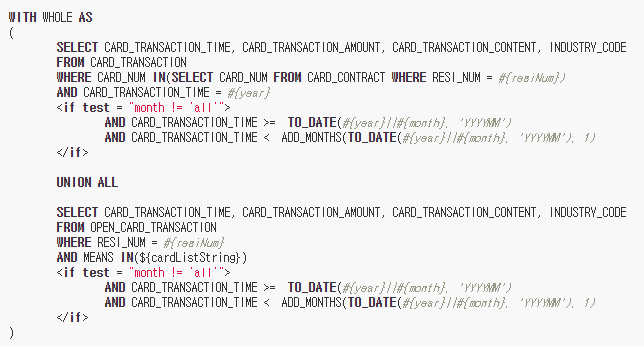 WITH WHOLE AS
(
SELECT CARD_TRANSACTION_TIME, CARD_TRANSACTION_AMOUNT, CARD_TRANSACTION_CONTENT, INDUSTRY_CODE
FROM CARD_TRANSACTION
WHERE CARD_NUM IN(SELECT CARD_NUM FROM CARD_CONTRACT WHERE RESI_NUM = #{resiNum})
AND CARD_TRANSACTION_TIME = #{year}
<if test = "month != 'all'">
AND CARD_TRANSACTION_TIME >=  TO_DATE(#{year}||#{month}, 'YYYYMM')
AND CARD_TRANSACTION_TIME <  ADD_MONTHS(TO_DATE(#{year}||#{month}, 'YYYYMM'), 1)
</if>
UNION ALL
SELECT CARD_TRANSACTION_TIME, CARD_TRANSACTION_AMOUNT, CARD_TRANSACTION_CONTENT, INDUSTRY_CODE
FROM OPEN_CARD_TRANSACTION
WHERE RESI_NUM = #{resiNum}
AND MEANS IN(${cardListString})
<if test = "month != 'all'">
AND CARD_TRANSACTION_TIME >=  TO_DATE(#{year}||#{month}, 'YYYYMM')
AND CARD_TRANSACTION_TIME <  ADD_MONTHS(TO_DATE(#{year}||#{month}, 'YYYYMM'), 1)
</if>
)